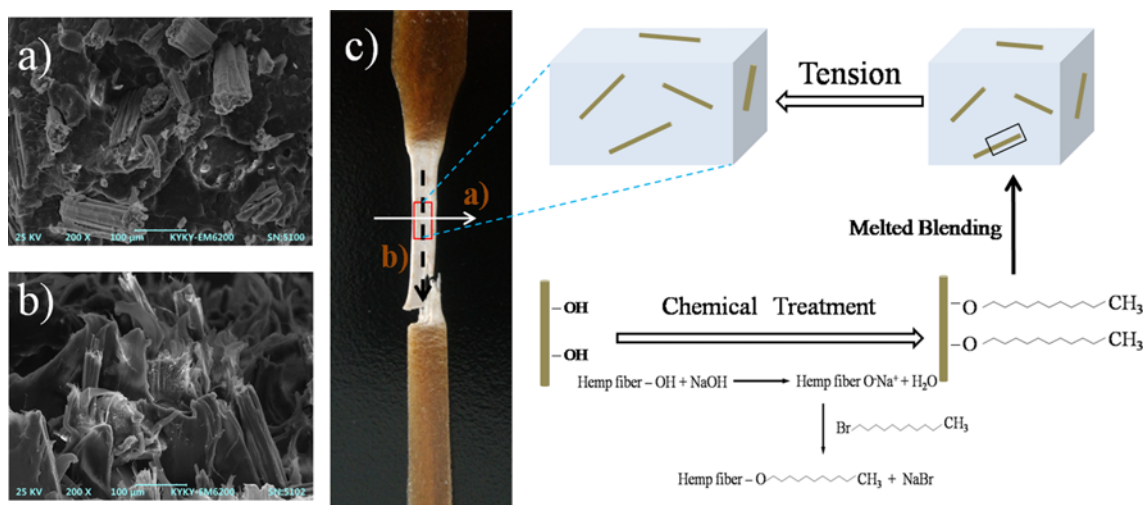 a)
25 KV 200 X 100 μm KYKY-EM6200 SN:5100
b)
25 KV 200 X 100 μm KYKY-EM6200 SN:5102
c)
a)
b)
Tension
Melted Blending
–OH
–OH
Chemical Treatment
–O CH₃
–O CH₃
Hemp fiber – OH + NaOH Hemp fiber O⁻Na⁺ + H₂O
Br CH₃
Hemp fiber – O CH₃ + NaBr